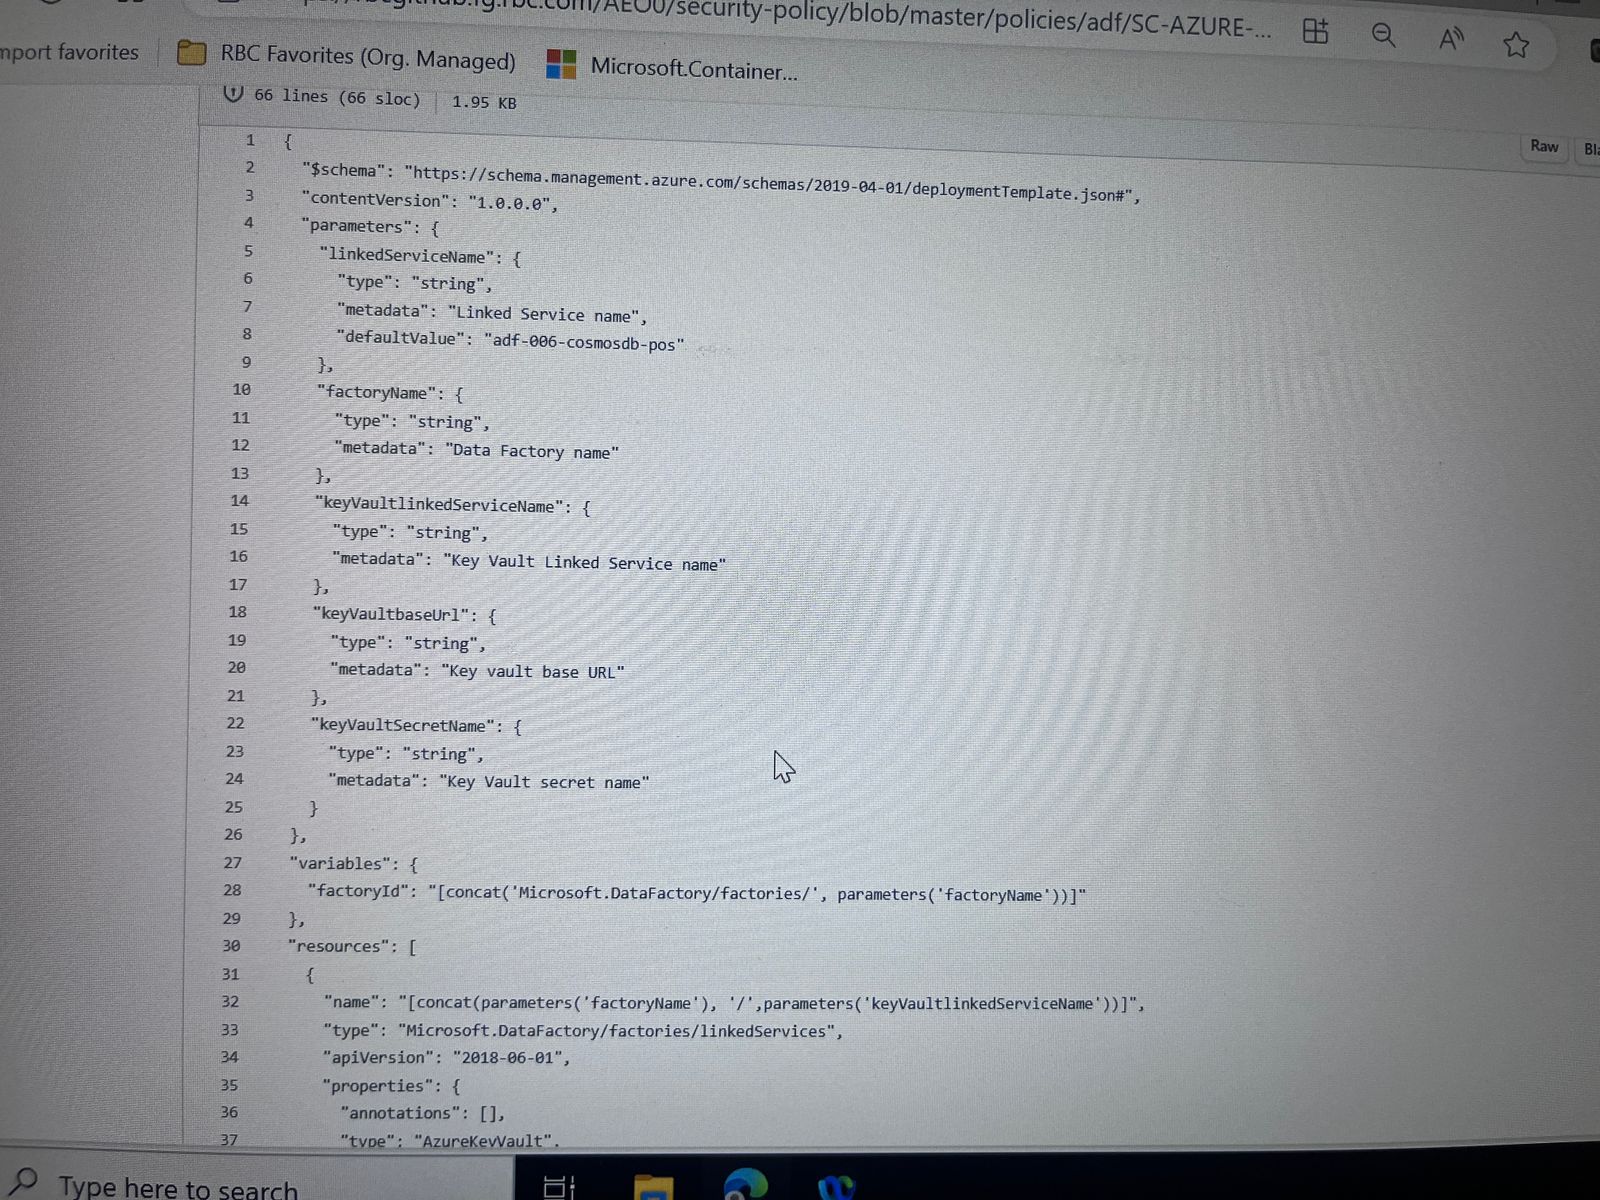 /AEO0/security-policy/blob/master/policies/adf/SC-AZURE-...
mport favorites
RBC Favorites (Org. Managed)
Microsoft.Container...
66 lines (66 sloc)
1.95 KB
Raw
1 {
2 "$schema": "https://schema.management.azure.com/schemas/2019-04-01/deploymentTemplate.json#",
3 "contentVersion": "1.0.0.0",
4 "parameters": {
5 "linkedServiceName": {
6 "type": "string",
7 "metadata": "Linked Service name",
8 "defaultValue": "adf-006-cosmosdb-pos"
9 },
10 "factoryName": {
11 "type": "string",
12 "metadata": "Data Factory name"
13 },
14 "keyVaultlinkedServiceName": {
15 "type": "string",
16 "metadata": "Key Vault Linked Service name"
17 },
18 "keyVaultbaseUrl": {
19 "type": "string",
20 "metadata": "Key vault base URL"
21 },
22 "keyVaultSecretName": {
23 "type": "string",
24 "metadata": "Key Vault secret name"
25 }
26 },
27 "variables": {
28 "factoryId": "[concat('Microsoft.DataFactory/factories/', parameters('factoryName'))]"
29 },
30 "resources": [
31 {
32 "name": "[concat(parameters('factoryName'), '/',parameters('keyVaultlinkedServiceName'))]",
33 "type": "Microsoft.DataFactory/factories/linkedServices",
34 "apiVersion": "2018-06-01",
35 "properties": {
36 "annotations": [],
37 "type": "AzureKeyVault",
Type here to search